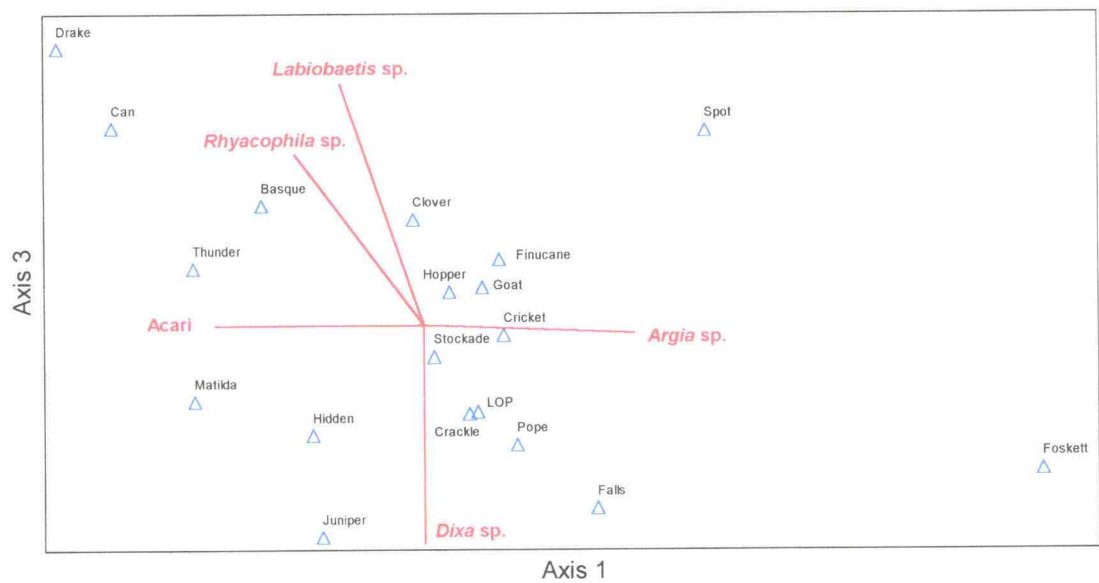 Drake
Labiobaetis sp.
Can
Spot
Rhyacophila sp.
Basque
Clover
Thunder
Finucane
Hopper
Goat
Axis 3
Acari
Cricket
Argia sp.
Stockade
Matilda
LOP
Hidden
Crackle
Pope
Foskett
Falls
Juniper
Dixa sp.
Axis 1